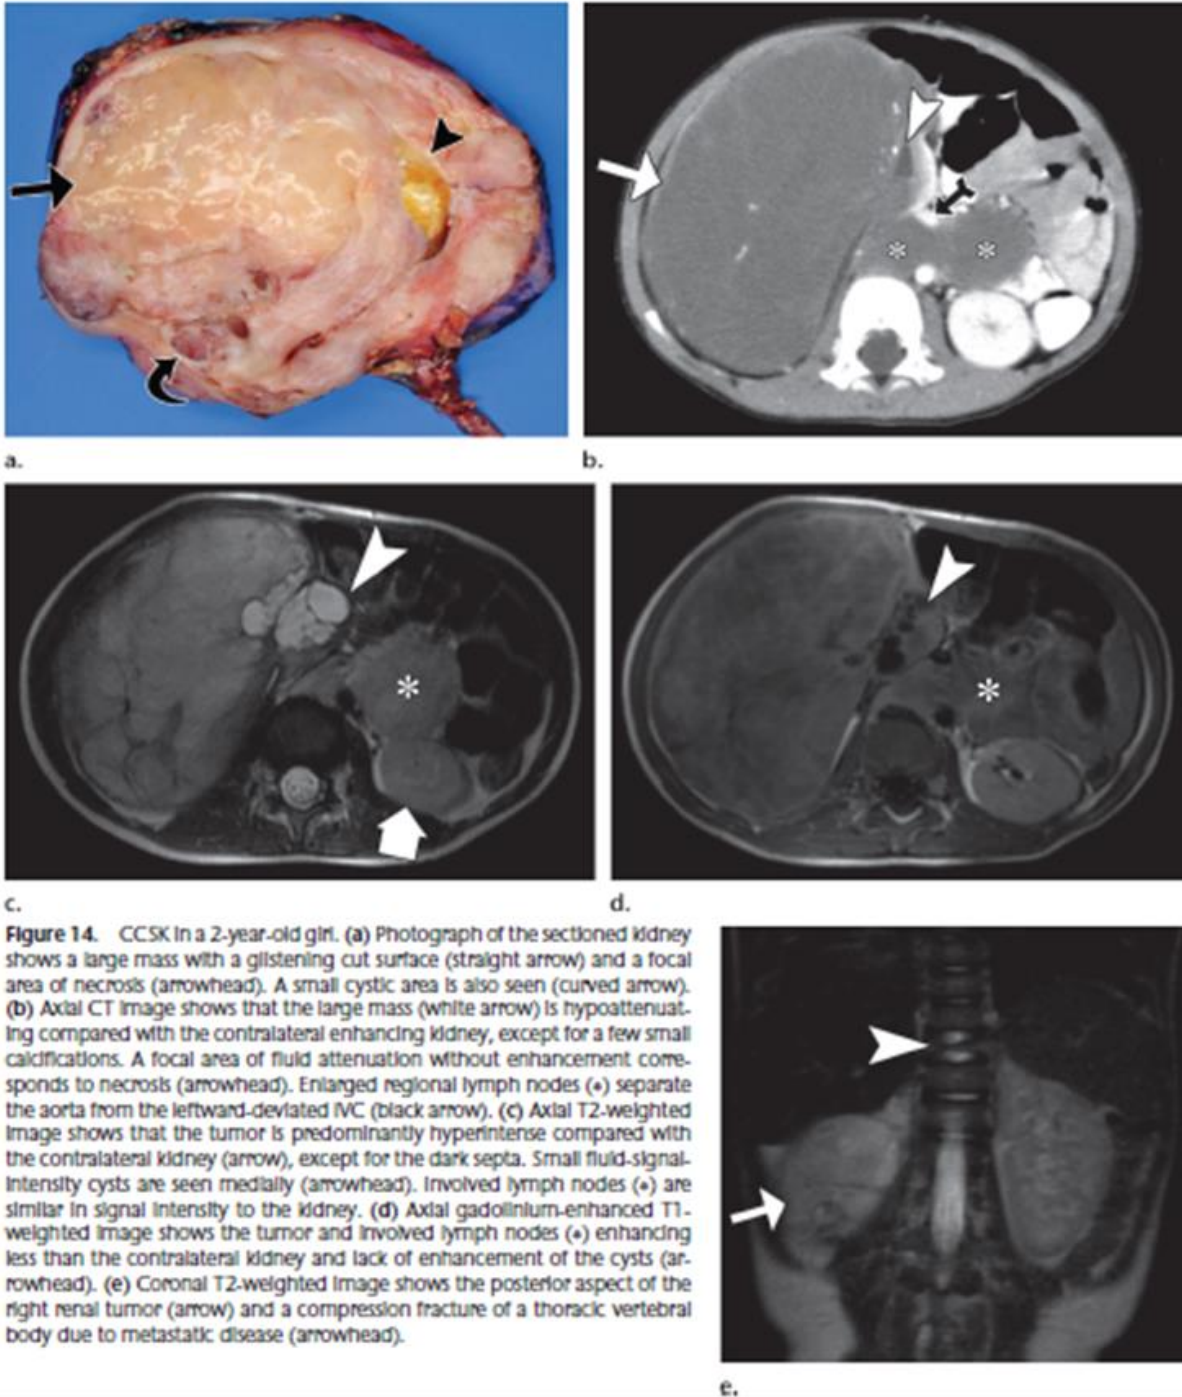 a.
b.
c.
d.
Figure 14. CCSK in a 2-year-old girl. (a) Photograph of the sectioned kidney
shows a large mass with a glistening cut surface (straight arrow) and a focal
area of necrosis (arrowhead). A small cystic area is also seen (curved arrow).
(b) Axial CT image shows that the large mass (white arrow) is hypoattenuat-
ing compared with the contralateral enhancing kidney, except for a few small
calcifications. A focal area of fluid attenuation without enhancement corre-
sponds to necrosis (arrowhead). Enlarged regional lymph nodes (*) separate
the aorta from the leftward-deviated IVC (black arrow). (c) Axial T2-weighted
image shows that the tumor is predominantly hyperintense compared with
the contralateral kidney (arrow), except for the dark septa. Small fluid-signal-
intensity cysts are seen medially (arrowhead). Involved lymph nodes (*) are
similar in signal intensity to the kidney. (d) Axial gadolinium-enhanced T1-
weighted image shows the tumor and involved lymph nodes (*) enhancing
less than the contralateral kidney and lack of enhancement of the cysts (ar-
rowhead). (e) Coronal T2-weighted image shows the posterior aspect of the
right renal tumor (arrow) and a compression fracture of a thoracic vertebral
body due to metastatic disease (arrowhead).
e.